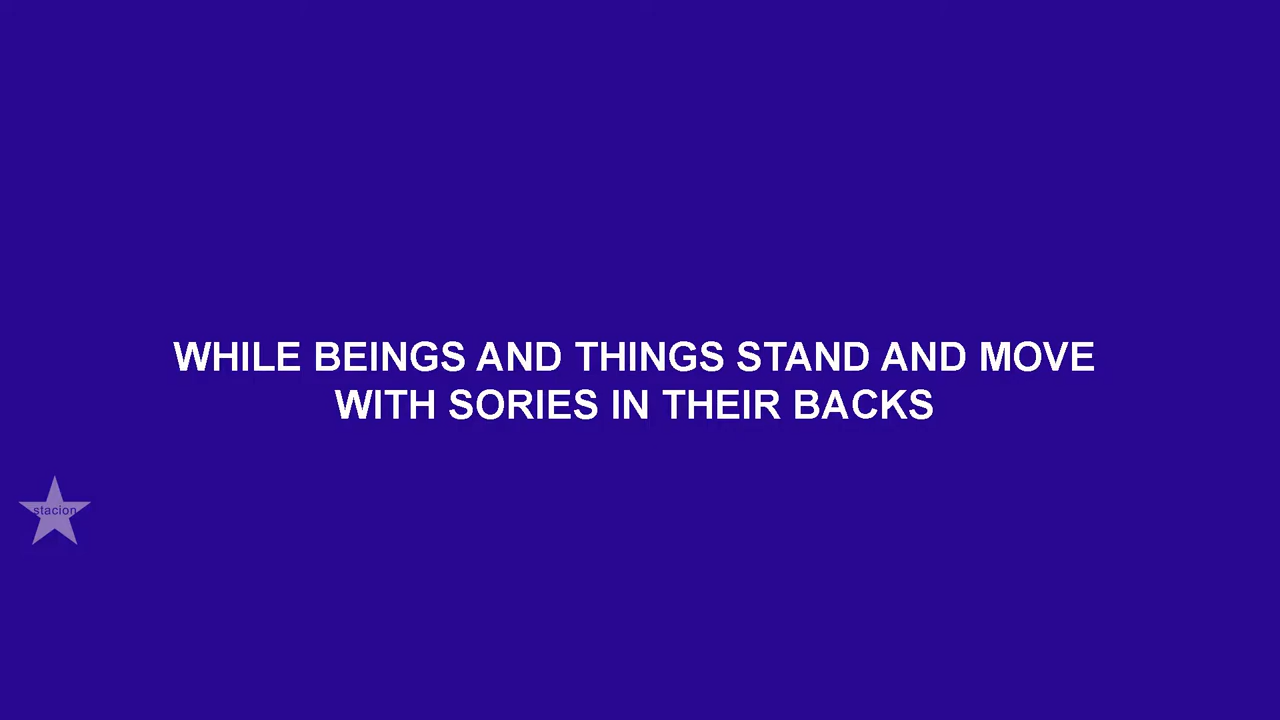 WHILE BEINGS AND THINGS STAND AND MOVE
WITH SORIES IN THEIR BACKS
stacion